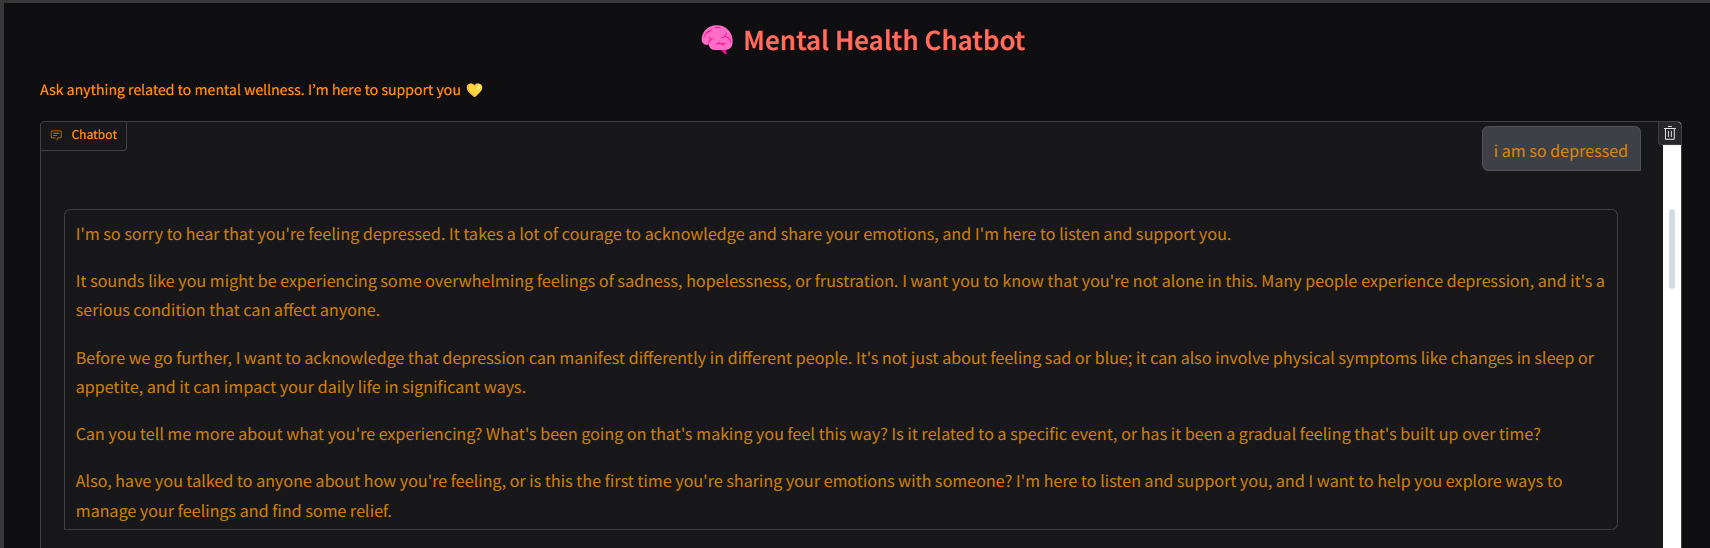 🧠 Mental Health Chatbot
Ask anything related to mental wellness. I’m here to support you 💛
Chatbot
i am so depressed
I'm so sorry to hear that you're feeling depressed. It takes a lot of courage to acknowledge and share your emotions, and I'm here to listen and support you.
It sounds like you might be experiencing some overwhelming feelings of sadness, hopelessness, or frustration. I want you to know that you're not alone in this. Many people experience depression, and it's a
serious condition that can affect anyone.
Before we go further, I want to acknowledge that depression can manifest differently in different people. It's not just about feeling sad or blue; it can also involve physical symptoms like changes in sleep or
appetite, and it can impact your daily life in significant ways.
Can you tell me more about what you're experiencing? What's been going on that's making you feel this way? Is it related to a specific event, or has it been a gradual feeling that's built up over time?
Also, have you talked to anyone about how you're feeling, or is this the first time you're sharing your emotions with someone? I'm here to listen and support you, and I want to help you explore ways to
manage your feelings and find some relief.